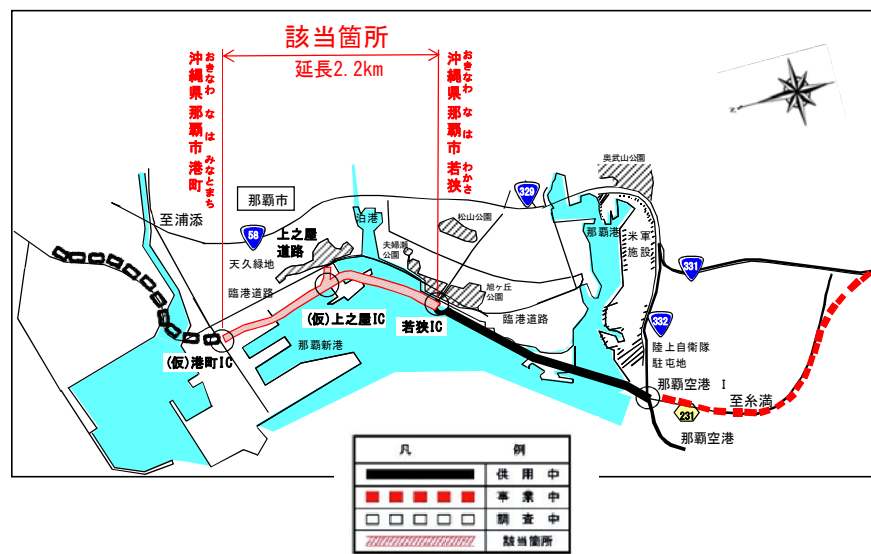 該当箇所
延長2.2km
おきなわ な は みなとまち
沖縄県 那覇市 港町
おきなわ な は わかさ
沖縄県 那覇市 若狭
N
奥武山公園
那覇市
329
至浦添
58
上之屋
道路
泊港
松山公園
那覇港
米軍
施設
夫婦瀬
公園
天久緑地
331
旭ヶ丘
公園
臨港道路
(仮)上之屋IC
若狭IC
臨港道路
332
(仮)港町IC
那覇新港
陸上自衛隊
駐屯地
那覇空港 I
至糸満
231
那覇空港
凡 例
供用中
事業中
調査中
該当箇所